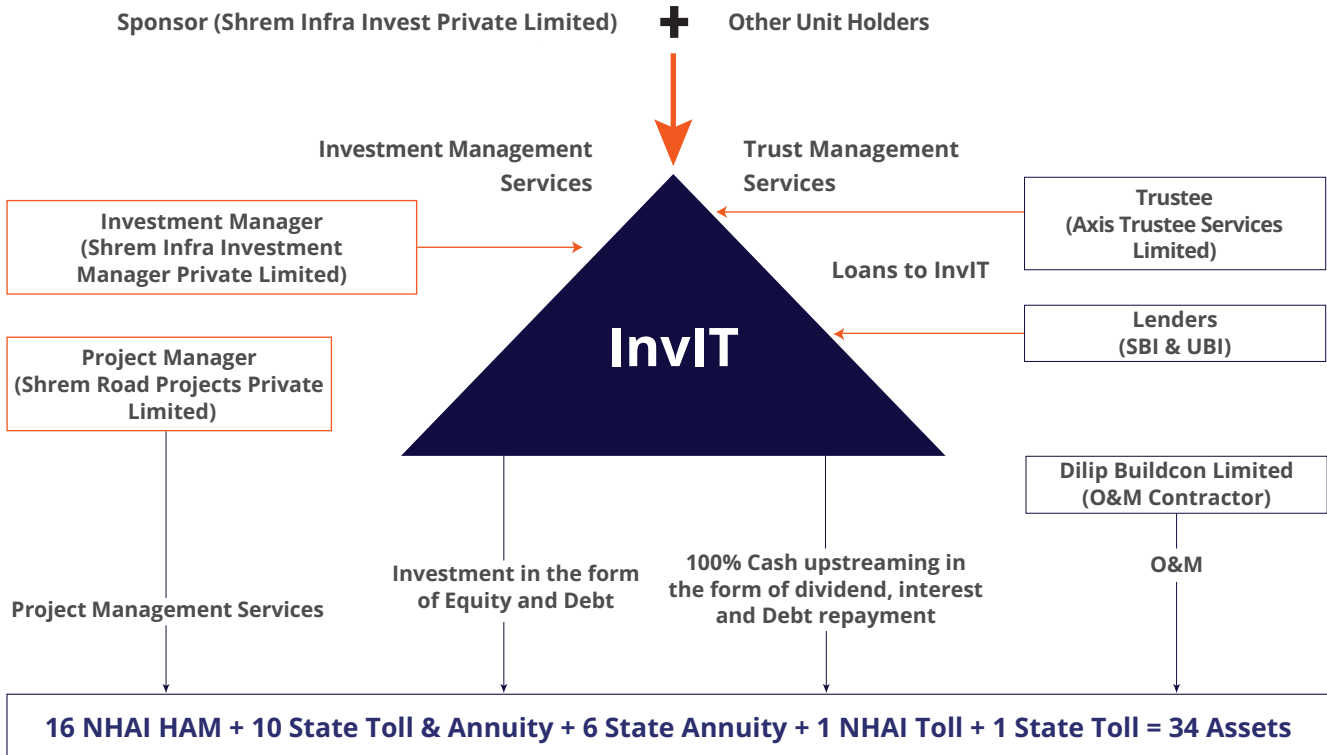 Sponsor (Shrem Infra Invest Private Limited) + Other Unit Holders
Investment Management
Services
Trust Management
Services
Investment Manager
(Shrem Infra Investment
Manager Private Limited)
Trustee
(Axis Trustee Services
Limited)
Loans to InvIT
InvIT
Lenders
(SBI & UBI)
Project Manager
(Shrem Road Projects Private
Limited)
Dilip Buildcon Limited
(O&M Contractor)
Project Management Services
Investment in the form
of Equity and Debt
100% Cash upstreaming in
the form of dividend, interest
and Debt repayment
O&M
16 NHAI HAM + 10 State Toll & Annuity + 6 State Annuity + 1 NHAI Toll + 1 State Toll = 34 Assets